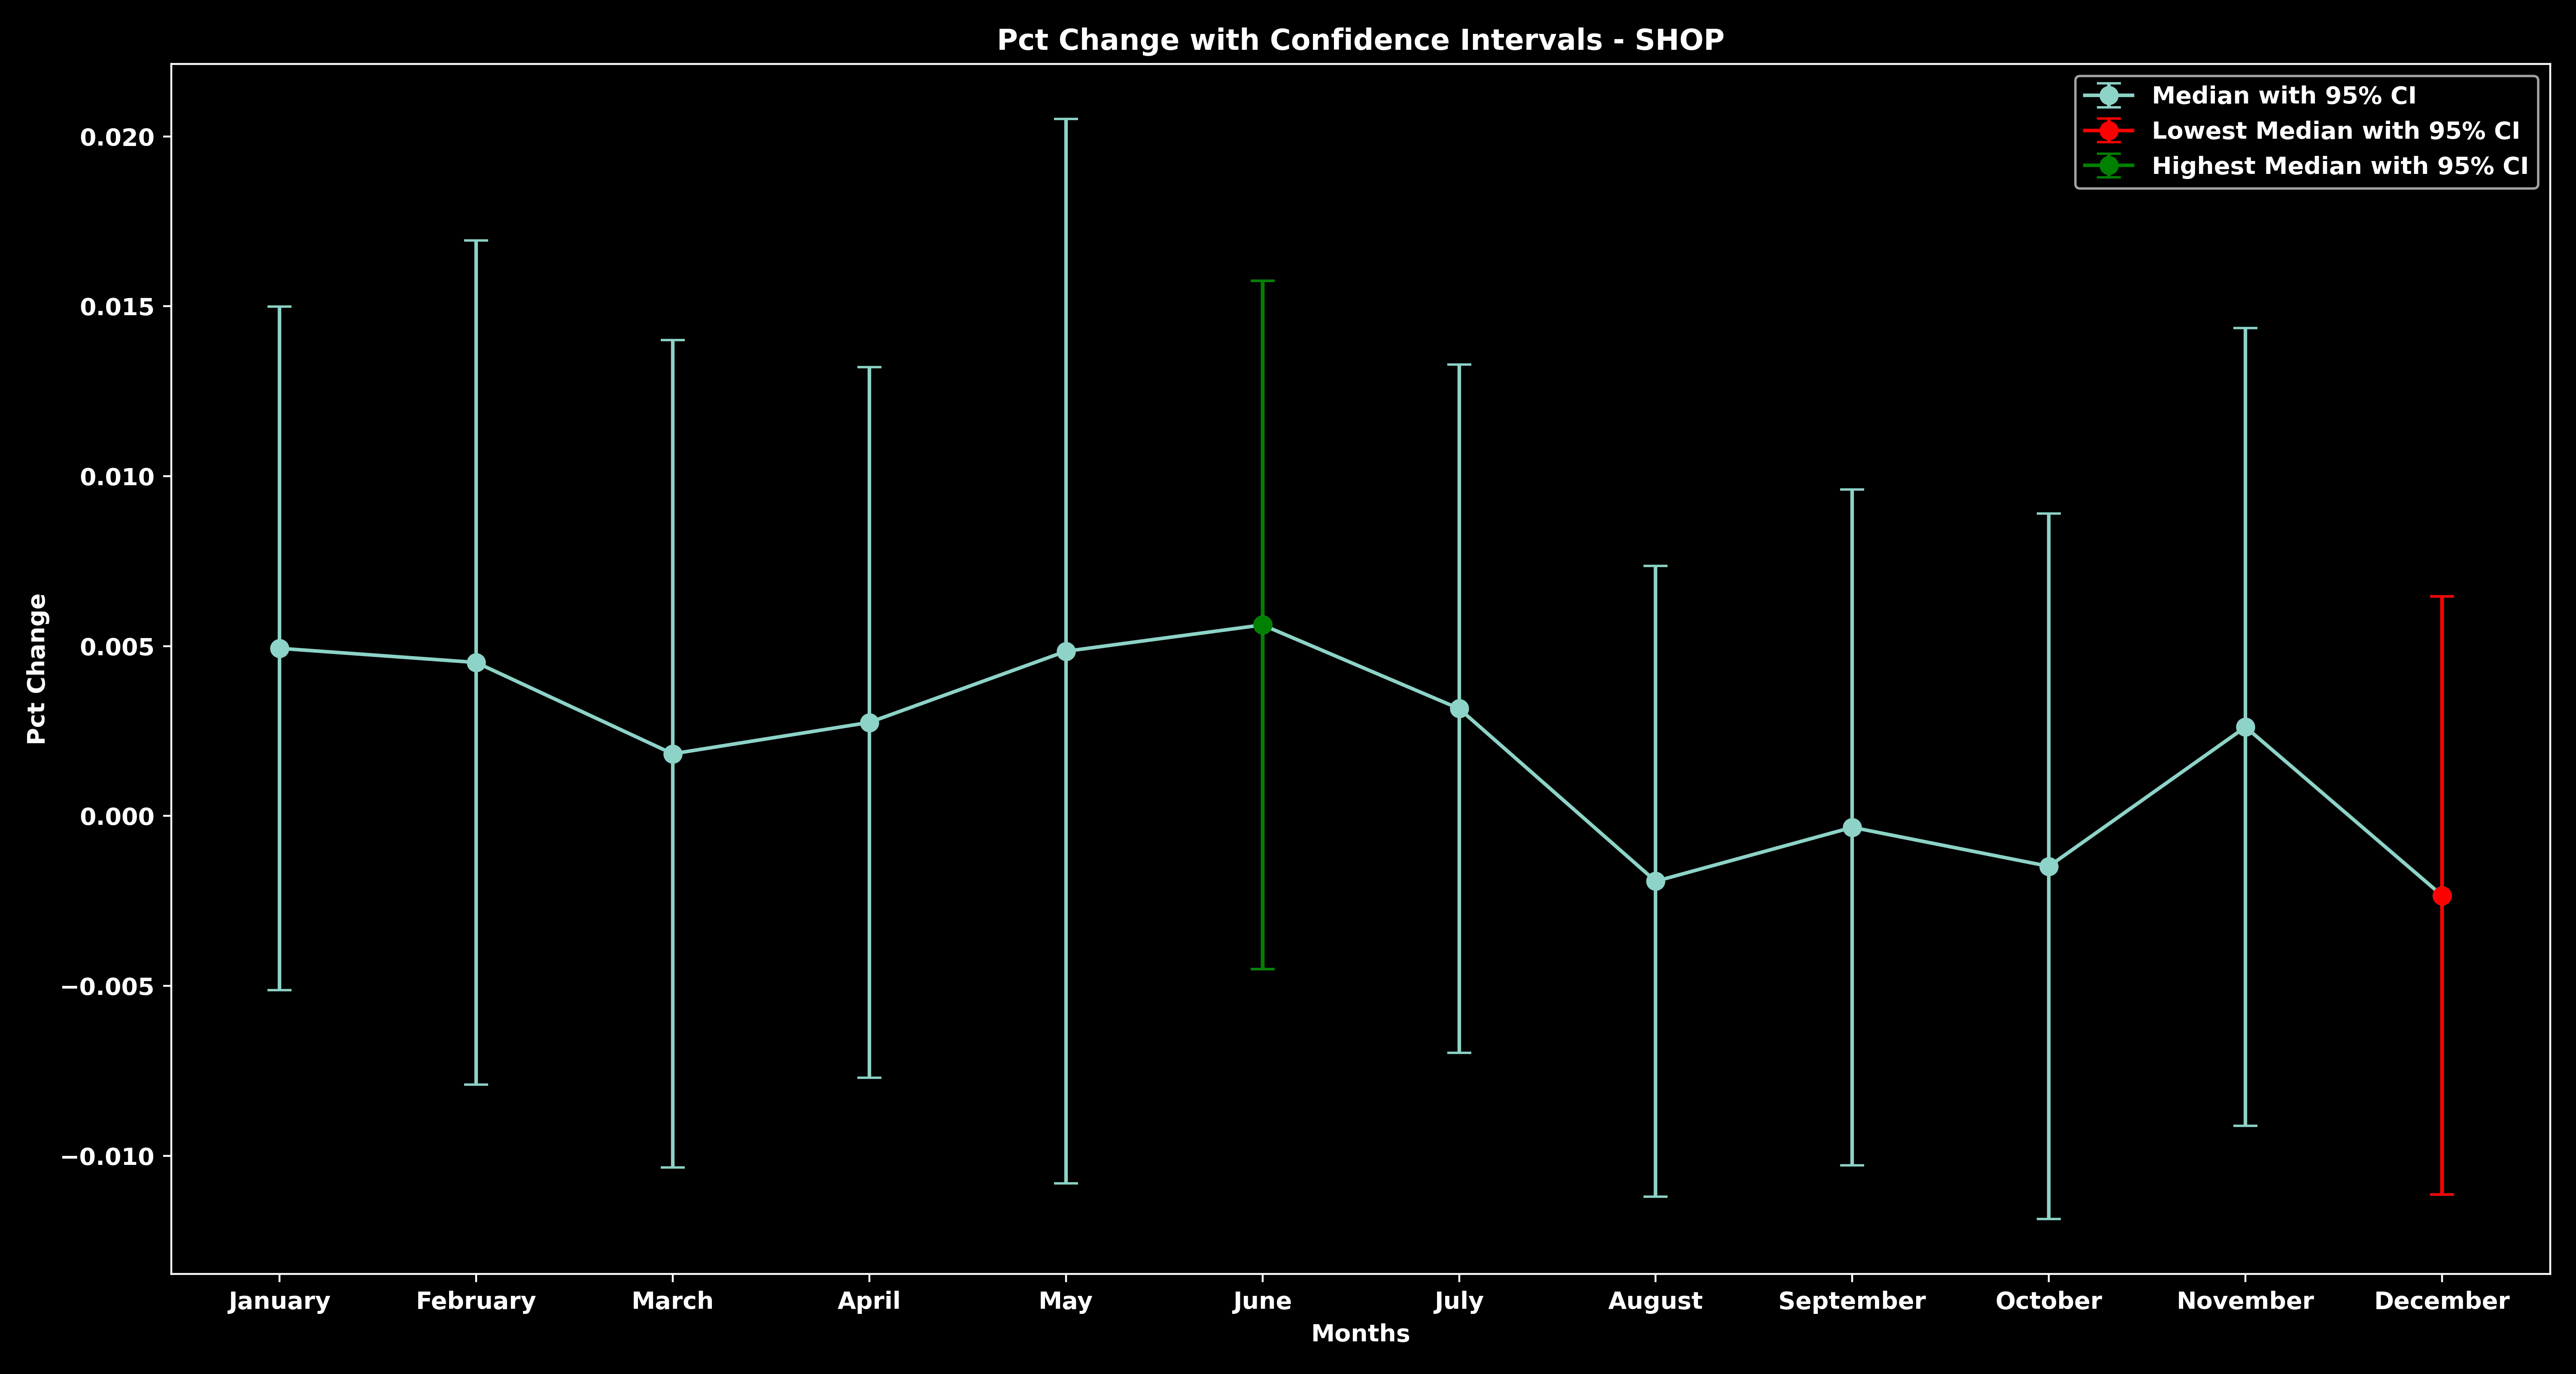 Pct Change with Confidence Intervals - SHOP
Median with 95% CI
Lowest Median with 95% CI
Highest Median with 95% CI
0.020
0.015
0.010
0.005
0.000
−0.005
−0.010
Pct Change
January February March April May June July August September October November December
Months